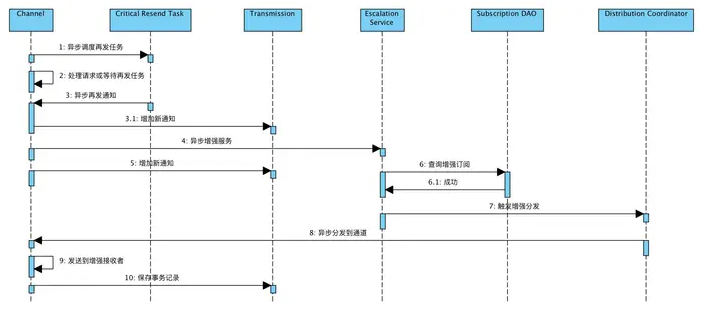 Channel
Critical Resend Task
Transmission
Escalation
Service
Subscription DAO
Distribution Coordinator
1: 异步调度再发任务
2: 处理请求或等待再发任务
3: 异步再发通知
3.1: 增加新通知
4: 异步增强服务
5: 增加新通知
6: 查询增强订阅
6.1: 成功
7: 触发增强分发
8: 异步分发到通道
9: 发送到增强接收者
10: 保存事务记录